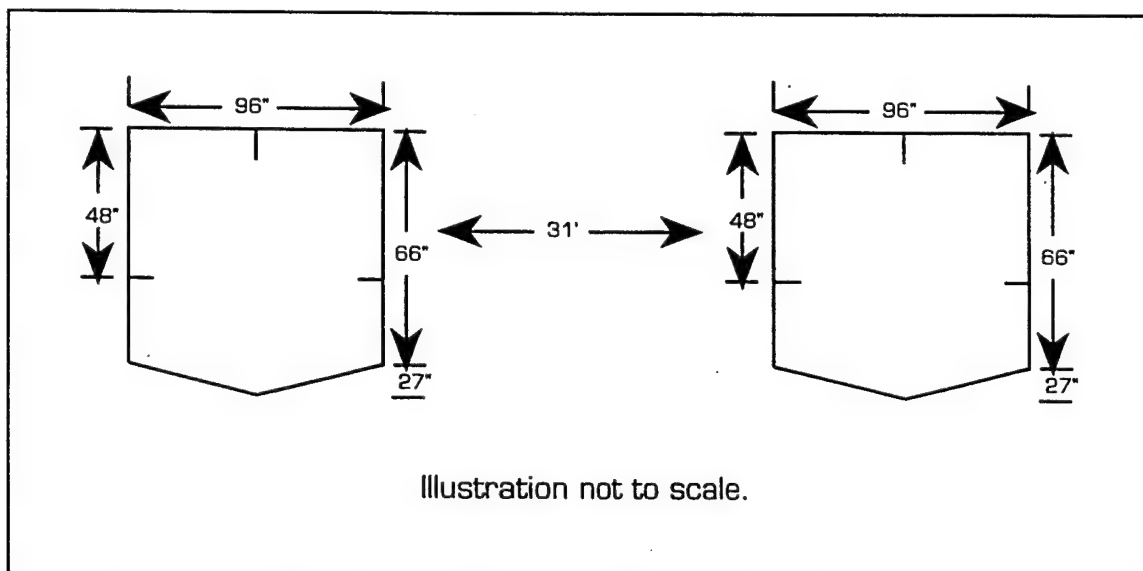 96" 96"
48" 66" 31' 48" 66"
27" 27"
Illustration not to scale.